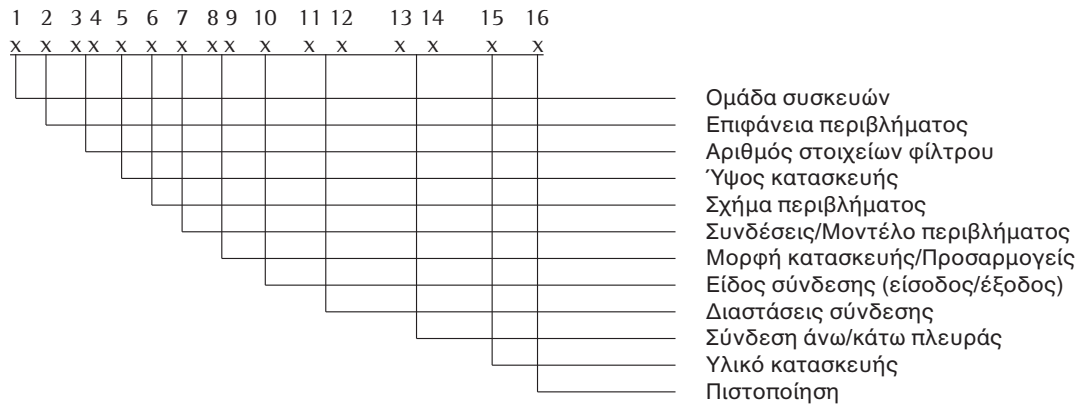 1 2 3 4 5 6 7 8 9 10 11 12 13 14 15 16
x x x x x x x x x x x x x x x x
Ομάδα συσκευών
Επιφάνεια περιβλήματος
Αριθμός στοιχείων φίλτρου
Ύψος κατασκευής
Σχήμα περιβλήματος
Συνδέσεις/Μοντέλο περιβλήματος
Μορφή κατασκευής/Προσαρμογείς
Είδος σύνδεσης (είσοδος/έξοδος)
Διαστάσεις σύνδεσης
Σύνδεση άνω/κάτω πλευράς
Υλικό κατασκευής
Πιστοποίηση